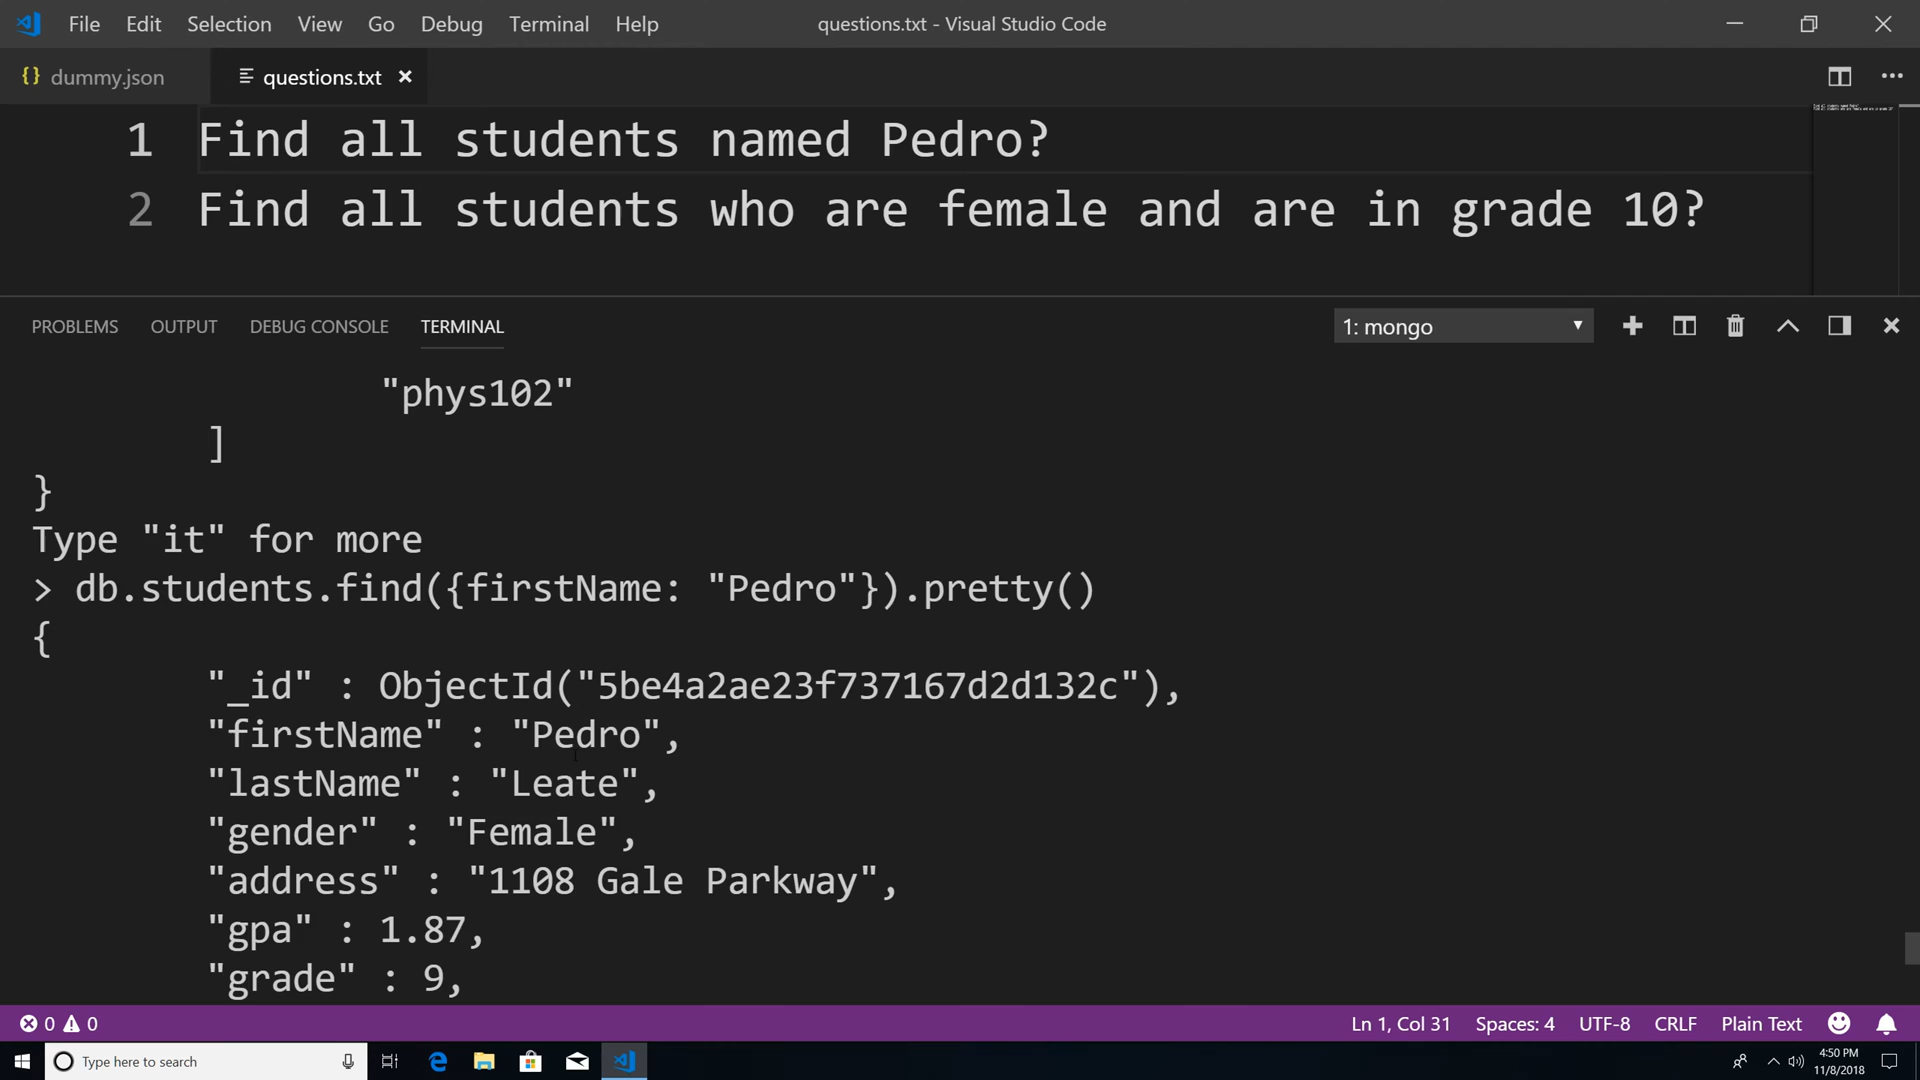 File Edit Selection View Go Debug Terminal Help questions.txt - Visual Studio Code
{} dummy.json questions.txt
1 Find all students named Pedro?
2 Find all students who are female and are in grade 10?
PROBLEMS OUTPUT DEBUG CONSOLE TERMINAL 1: mongo
"phys102"
]
}
Type "it" for more
> db.students.find({firstName: "Pedro"}).pretty()
{
"_id" : ObjectId("5be4a2ae23f737167d2d132c"),
"firstName" : "Pedro",
"lastName" : "Leate",
"gender" : "Female",
"address" : "1108 Gale Parkway",
"gpa" : 1.87,
"grade" : 9,
0 0 Ln 1, Col 31 Spaces: 4 UTF-8 CRLF Plain Text
Type here to search 4:50 PM
11/8/2018